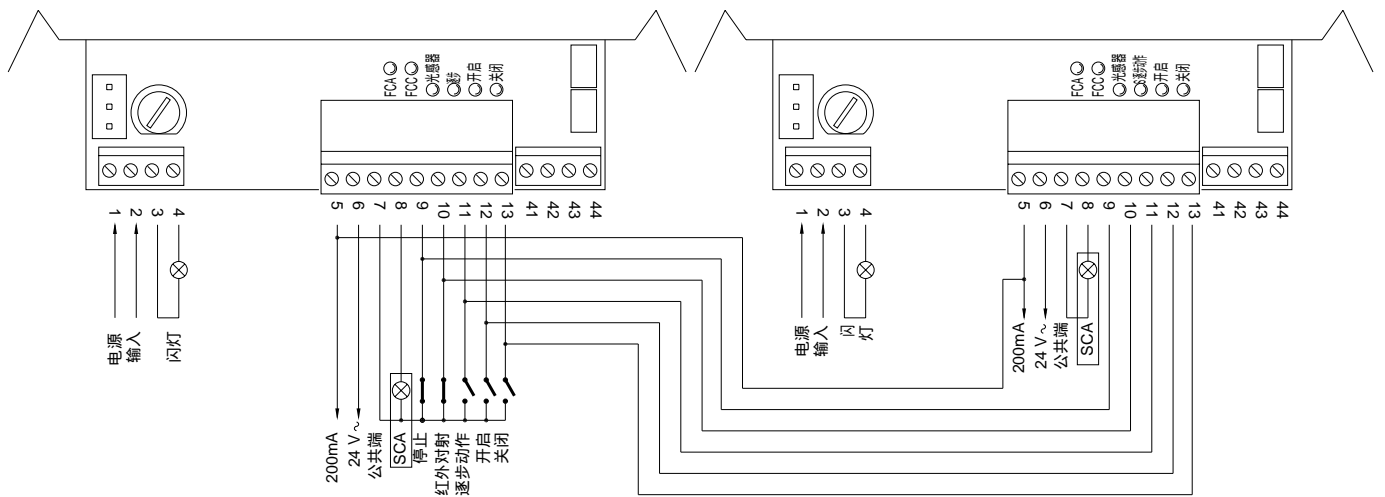 FCA
FCC
光感器
逐步
开启
关闭
1
2
3
4
5
6
7
8
9
10
11
12
13
41
42
43
44
电源
输入
闪灯
200mA
24 V ~
公共端
SCA
停止
红外对射
逐步动作
开启
关闭
FCA
FCC
光感器
逐步动作
开启
关闭
1
2
3
4
5
6
7
8
9
10
11
12
13
41
42
43
44
电源
输入
闪
灯
200mA
24 V ~
公共端
SCA